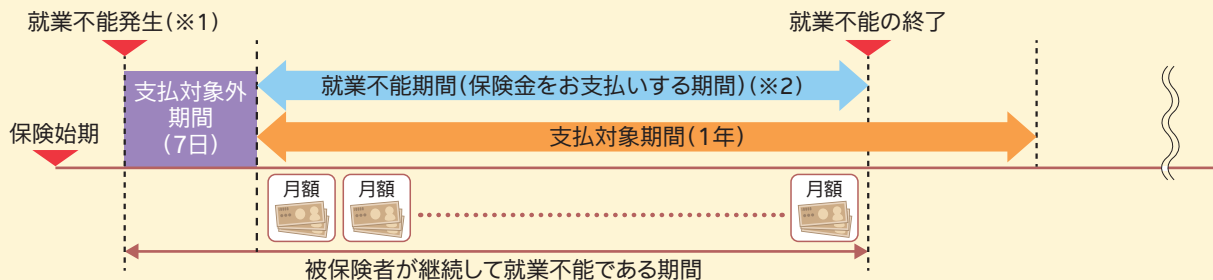 就業不能発生(※1)
就業不能の終了
支払対象外
期間
(7日)
就業不能期間(保険金をお支払いする期間)(※2)
保険始期
支払対象期間(1年)
月額
月額
月額
被保険者が継続して就業不能である期間